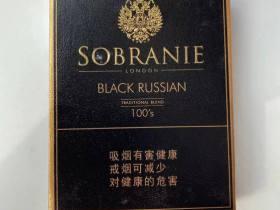 SOBRANIE
LONDON
BLACK RUSSIAN
TRADITIONAL BLEND
100's
吸烟有害健康
戒烟可减少
对健康的危害